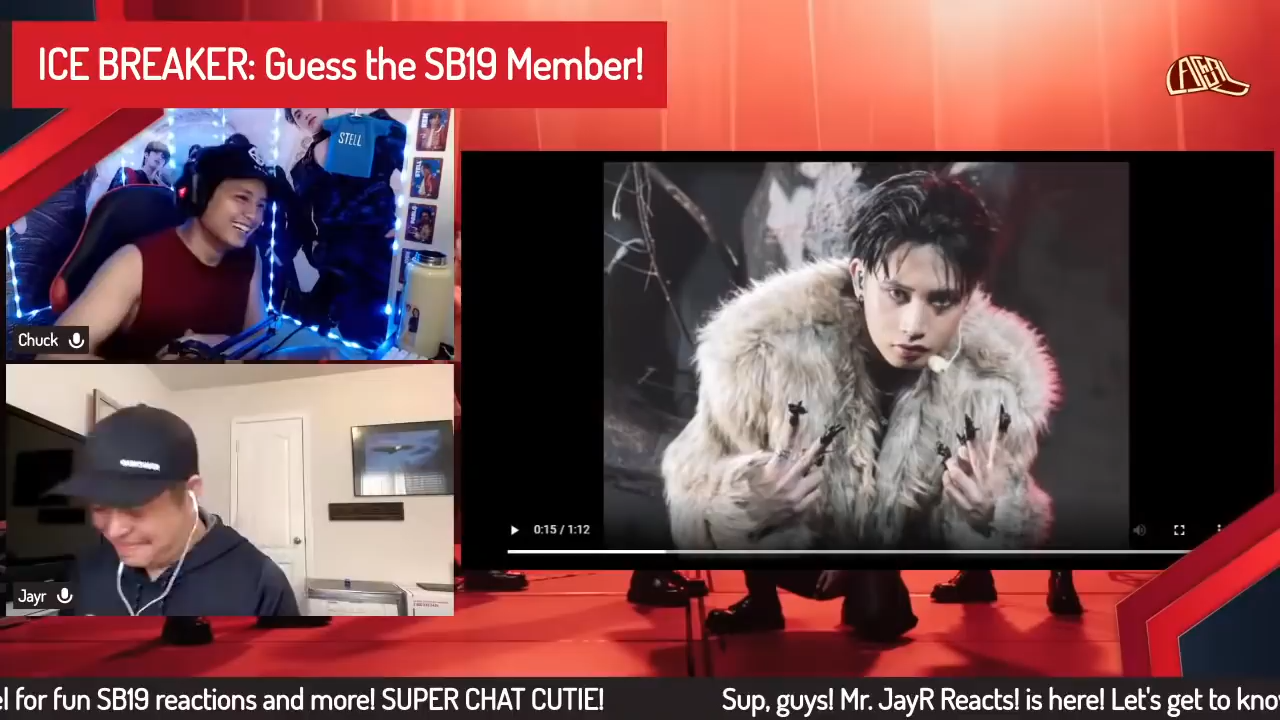 ICE BREAKER: Guess the SB19 Member!
STELL
Chuck
0:15 / 1:12
Jayr
el for fun SB19 reactions and more! SUPER CHAT CUTIE!
Sup, guys! Mr. JayR Reacts! is here! Let's get to kno